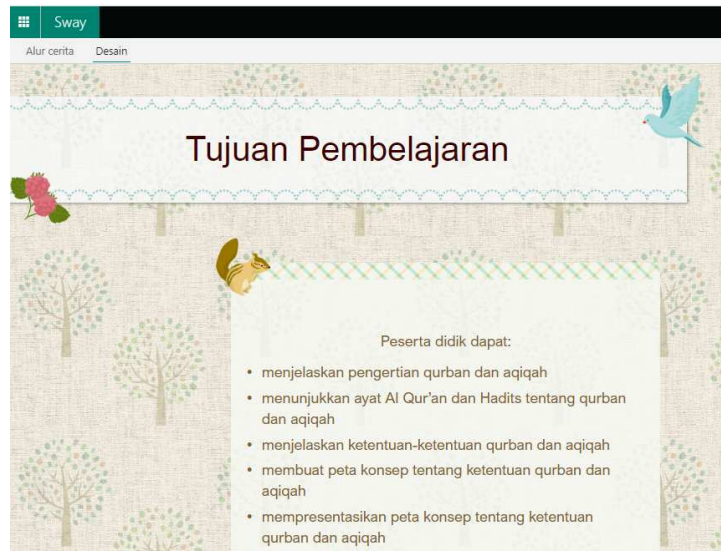 Sway
Alur cerita Desain
Tujuan Pembelajaran
Peserta didik dapat:
• menjelaskan pengertian qurban dan aqiqah
• menunjukkan ayat Al Qur'an dan Hadits tentang qurban
dan aqiqah
• menjelaskan ketentuan-ketentuan qurban dan aqiqah
• membuat peta konsep tentang ketentuan qurban dan
aqiqah
• mempresentasikan peta konsep tentang ketentuan
qurban dan aqiqah